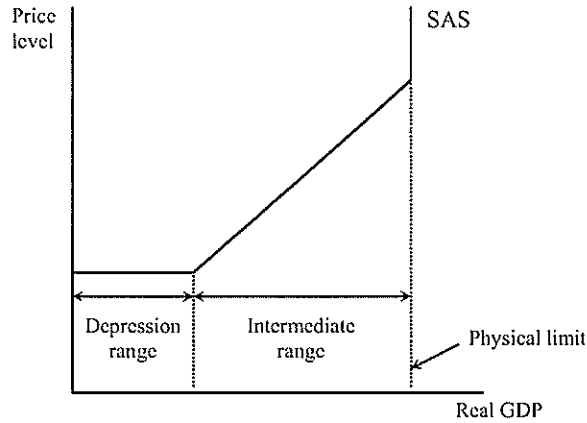 Price
level
SAS
Depression
range
Intermediate
range
Physical limit
Real GDP